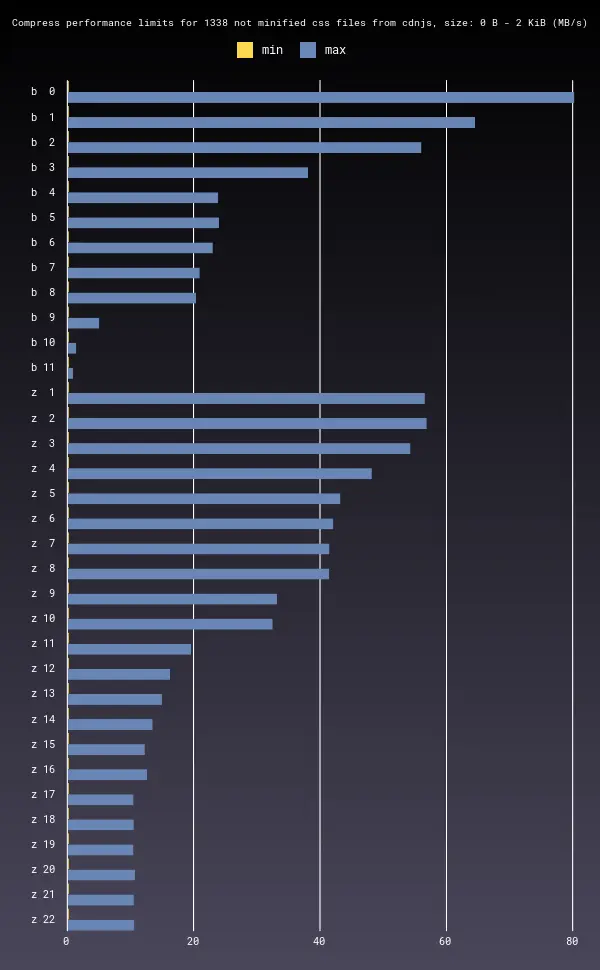 Compress performance limits for 1338 not minified css files from cdnjs, size: 0 B - 2 KiB (MB/s)
min max
b 0
b 1
b 2
b 3
b 4
b 5
b 6
b 7
b 8
b 9
b 10
b 11
z 1
z 2
z 3
z 4
z 5
z 6
z 7
z 8
z 9
z 10
z 11
z 12
z 13
z 14
z 15
z 16
z 17
z 18
z 19
z 20
z 21
z 22
0 20 40 60 80